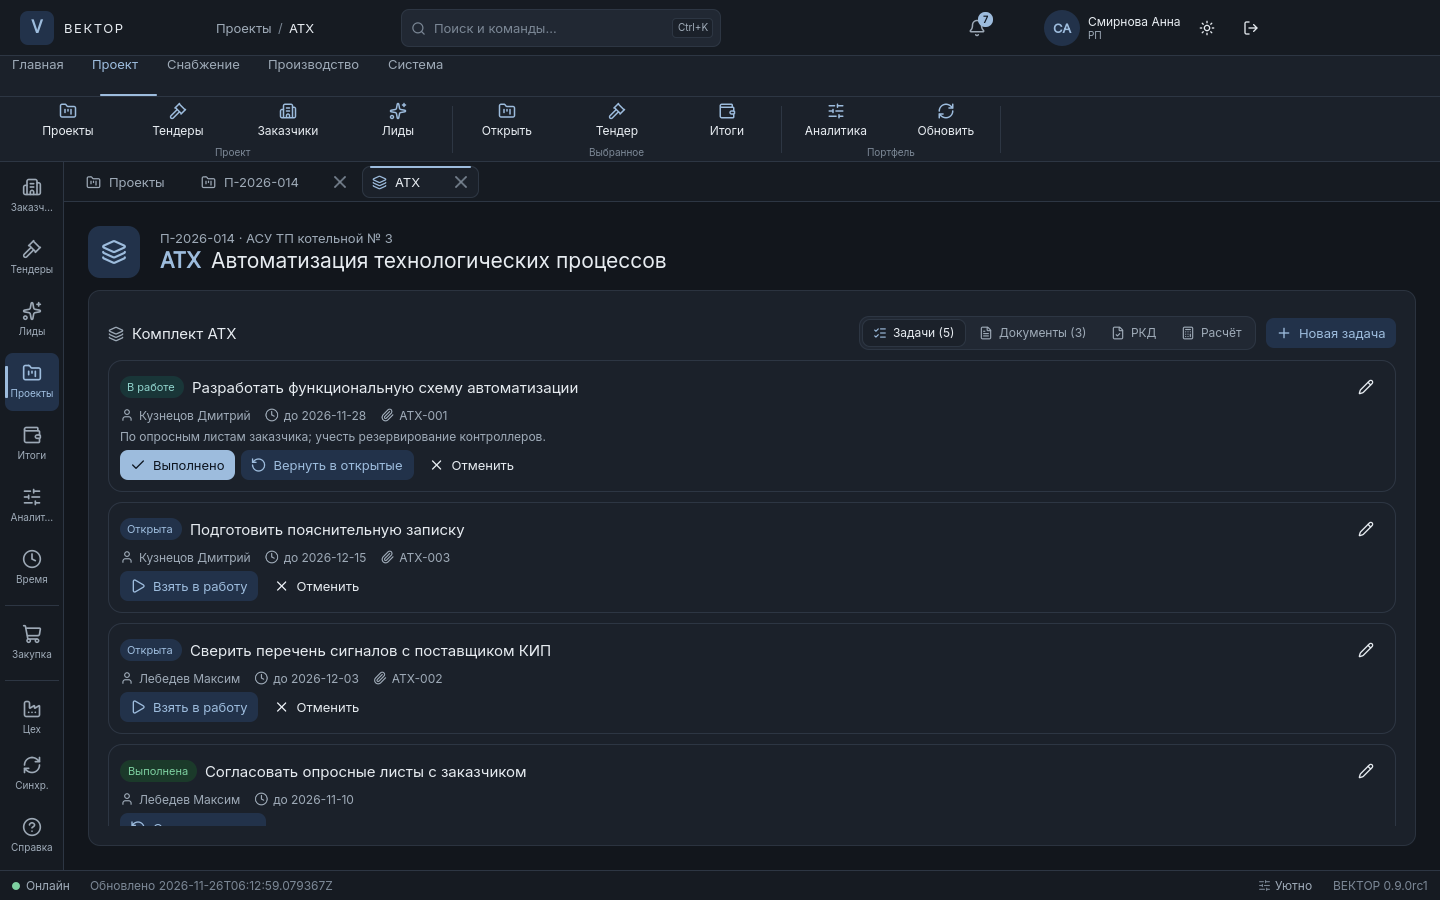 V ВЕКТОР
Проекты / АТХ
Поиск и команды... Ctrl+K
7
СА
Смирнова Анна
РП
Главная Проект Снабжение Производство Система
Проекты Тендеры Заказчики Лиды Открыть Тендер Итоги Аналитика Обновить
Проект Выбранное Портфель
Проекты П-2026-014 АТХ
Заказч...
Тендеры
Лиды
Проекты
Итоги
Аналит...
Время
Закупка
Цех
Синхр.
Справка
П-2026-014 · АСУ ТП котельной № 3
АТХ Автоматизация технологических процессов
Комплект АТХ
Задачи (5) Документы (3) РКД Расчёт Новая задача
В работе Разработать функциональную схему автоматизации
Кузнецов Дмитрий до 2026-11-28 АТХ-001
По опросным листам заказчика; учесть резервирование контроллеров.
Выполнено Вернуть в открытые Отменить
Открыта Подготовить пояснительную записку
Кузнецов Дмитрий до 2026-12-15 АТХ-003
Взять в работу Отменить
Открыта Сверить перечень сигналов с поставщиком КИП
Лебедев Максим до 2026-12-03 АТХ-002
Взять в работу Отменить
Выполнена Согласовать опросные листы с заказчиком
Лебедев Максим до 2026-11-10
Онлайн Обновлено 2026-11-26T06:12:59.079367Z
Уютно ВЕКТОР 0.9.0rc1